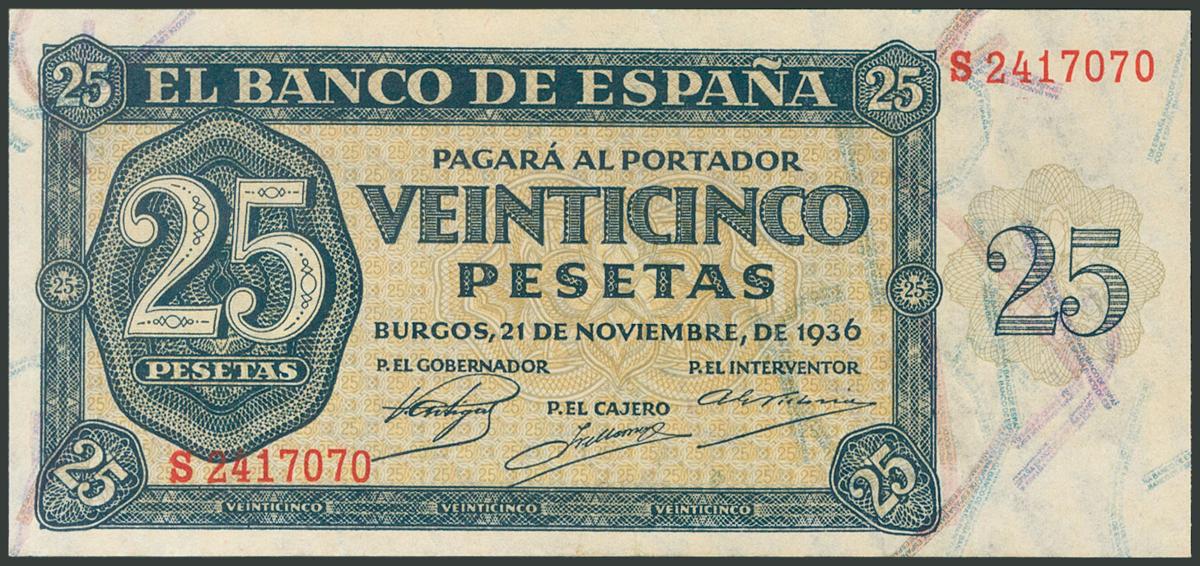 25 EL BANCO DE ESPAÑA 25
S 2417070
PAGARÁ AL PORTADOR
VEINTICINCO
PESETAS
25
PESETAS
25
25
25
BURGOS, 21 DE NOVIEMBRE, DE 1936
P. EL GOBERNADOR
P. EL INTERVENTOR
P. EL CAJERO
S 2417070
25
25
VEINTICINCO VEINTICINCO VEINTICINCO